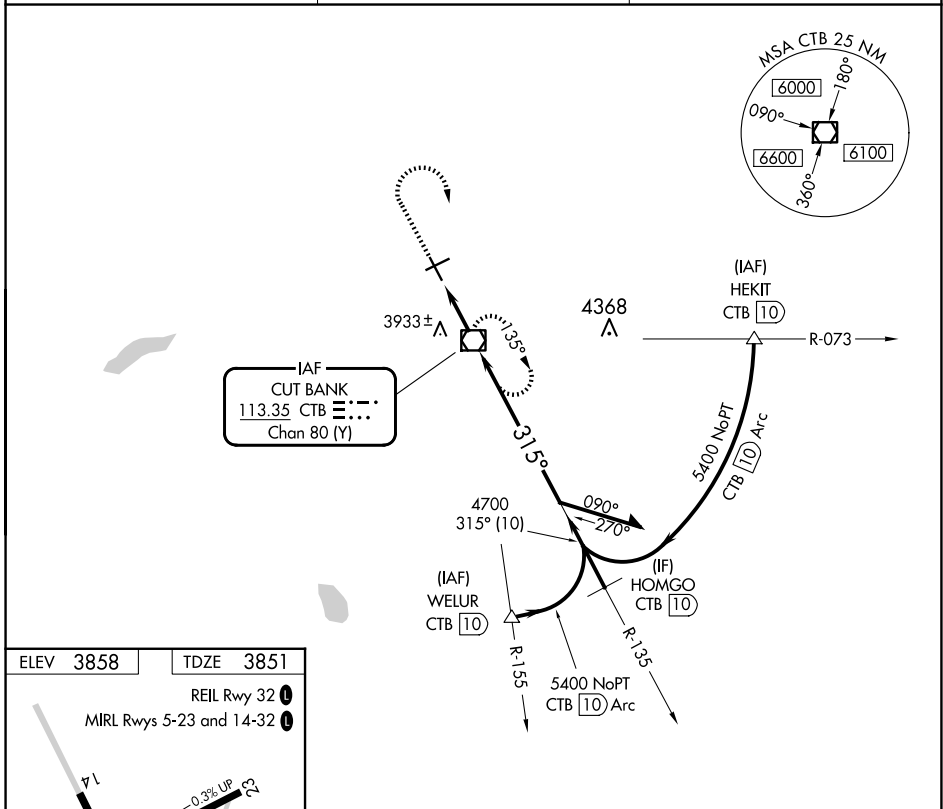 MSA CTB 25 NM
180°
6000
090°
6600
6100
360°
(IAF)
HEKIT
CTB 10
4368
3933±
135°
R-073
IAF
CUT BANK
113.35 CTB
Chan 80 (Y)
315°
5400 NoPT
CTB 10 Arc
4700
315° (10)
090°
270°
(IF)
HOMGO
CTB 10
(IAF)
WELUR
CTB 10
R-155
R-135
5400 NoPT
CTB 10 Arc
ELEV 3858
TDZE 3851
REIL Rwy 32 L
MIRL Rwys 5-23 and 14-32 L
14
0.3% UP
23